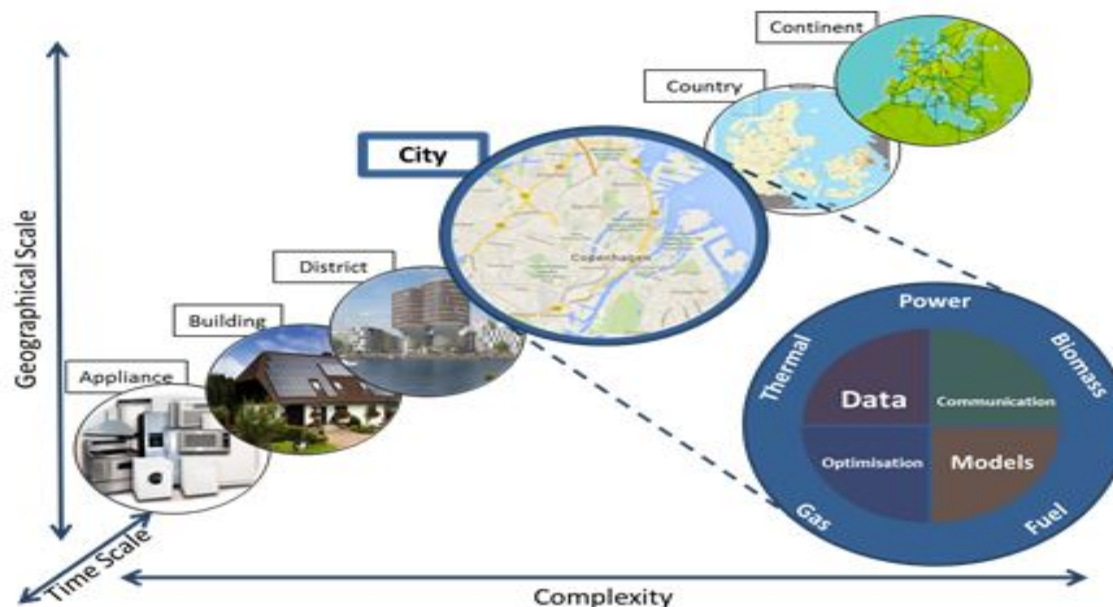 Continent
Country
City
District
Building
Appliance
Geographical Scale
Time Scale
Complexity
Copenhagen
Power
Thermal
Biomass
Data
Communication
Optimisation
Models
Gas
Fuel